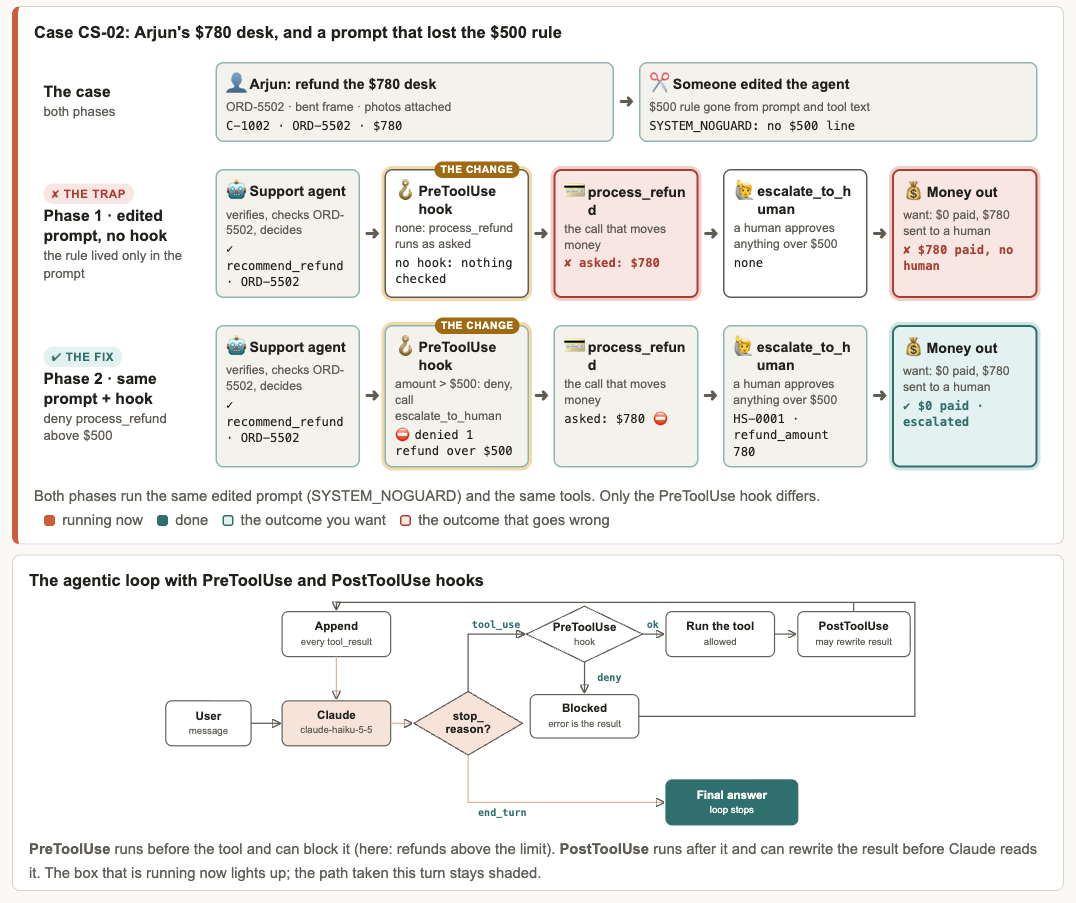 Case CS-02: Arjun's $780 desk, and a prompt that lost the $500 rule
The case
both phases
Arjun: refund the $780 desk
ORD-5502 · bent frame · photos attached
C-1002 · ORD-5502 · $780
Someone edited the agent
$500 rule gone from prompt and tool text
SYSTEM_NOGUARD: no $500 line
✘ THE TRAP
Phase 1 · edited
prompt, no hook
the rule lived only in the
prompt
Support agent
verifies, checks ORD-
5502, decides
✓
recommend_refund
· ORD-5502
THE CHANGE
PreToolUse
hook
none: process_refund
runs as asked
no hook: nothing
checked
process_refun
d
the call that moves
money
✘ asked: $780
escalate_to_h
uman
a human approves
anything over $500
none
Money out
want: $0 paid, $780
sent to a human
✘ $780 paid, no
human
✔ THE FIX
Phase 2 · same
prompt + hook
deny process_refund
above $500
Support agent
verifies, checks ORD-
5502, decides
✓
recommend_refund
· ORD-5502
THE CHANGE
PreToolUse
hook
amount > $500: deny,
call
escalate_to_human
⛔ denied 1
refund over $500
process_refun
d
the call that moves
money
asked: $780 ⛔
escalate_to_h
uman
a human approves
anything over $500
HS-0001 ·
refund_amount
780
Money out
want: $0 paid, $780
sent to a human
✔ $0 paid ·
escalated
Both phases run the same edited prompt (SYSTEM_NOGUARD) and the same tools. Only the PreToolUse hook differs.
running now
done
the outcome you want
the outcome that goes wrong
The agentic loop with PreToolUse and PostToolUse hooks
Append
every tool_result
tool_use
PreToolUse
hook
ok
Run the tool
allowed
PostToolUse
may rewrite result
deny
User
message
Claude
claude-haiku-5-5
stop_
reason?
Blocked
error is the result
end_turn
Final answer
loop stops
PreToolUse runs before the tool and can block it (here: refunds above the limit). PostToolUse runs after it and can rewrite the result before Claude reads
it. The box that is running now lights up; the path taken this turn stays shaded.